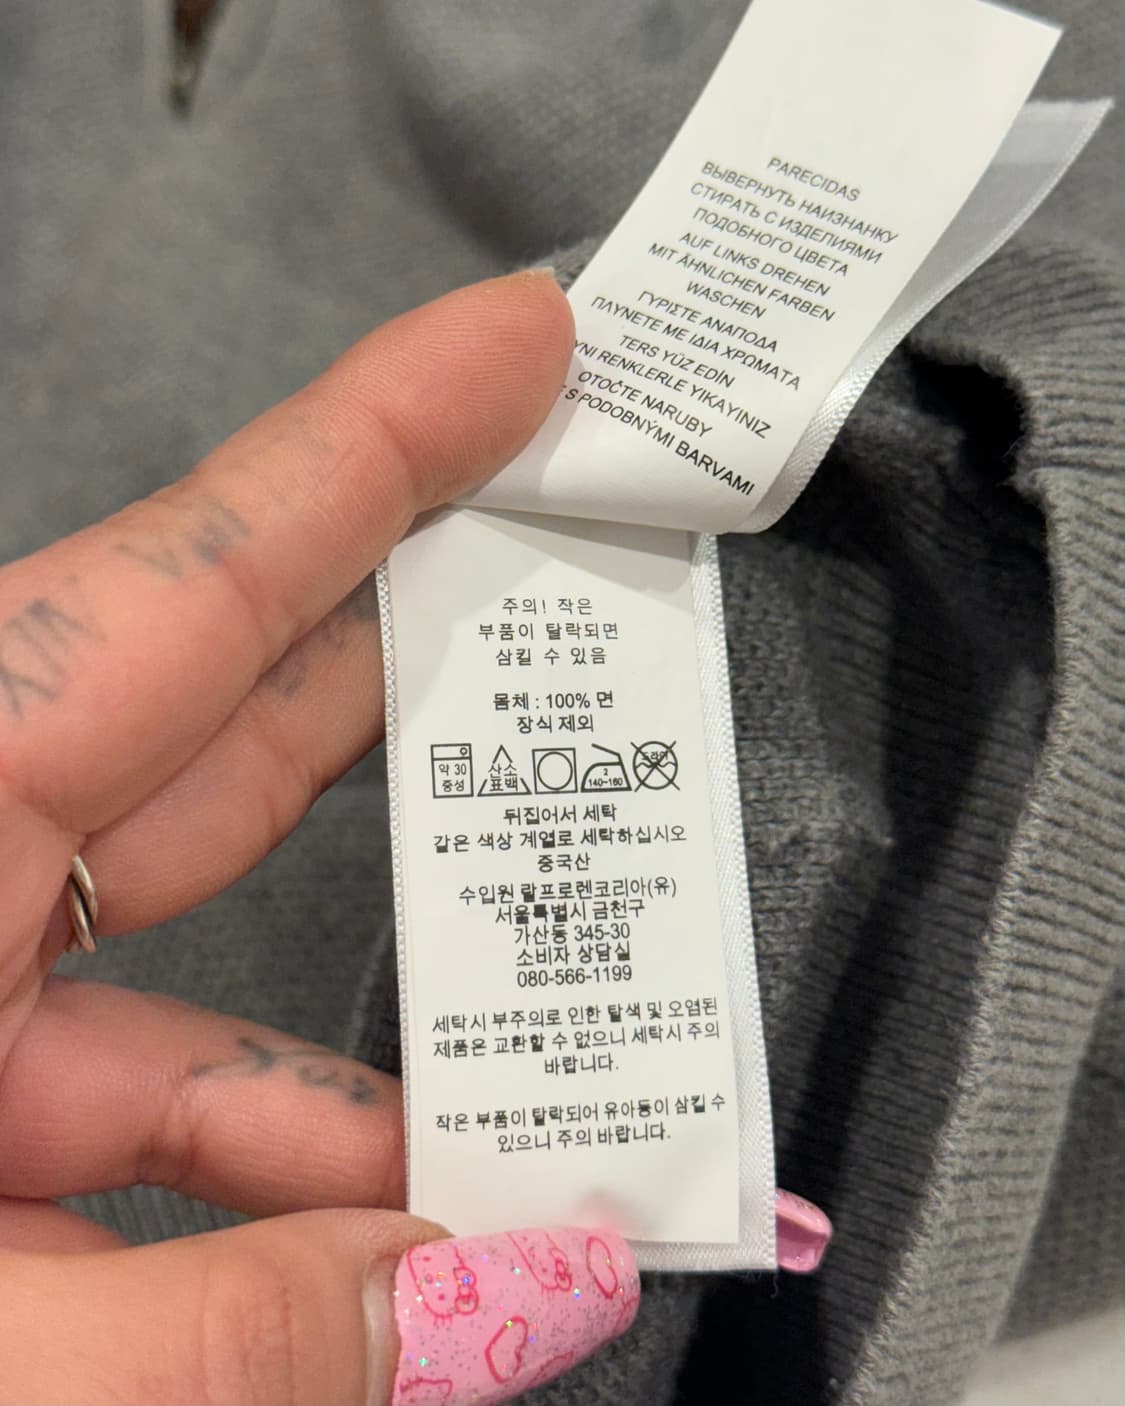 PARECIDAS
ВЫВЕРНУТЬ НАИЗНАНКУ
СТИРАТЬ С ИЗДЕЛИЯМИ
ПОДОБНОГО ЦВЕТА
AUF LINKS DREHEN
MIT ÄHNLICHEN FARBEN
WASCHEN
ΓΥΡΙΣΤΕ ΑΝΑΠΟΔΑ
ΠΛΥΝΕΤΕ ΜΕ ΙΔΙΑ ΧΡΩΜΑΤΑ
TERS YÜZ EDİN
RENKLERLE YIKAYINIZ
OTOČTE NARUBY
S PODOBNÝMI BARVAMI
주의! 작은
부품이 탈락되면
삼킬 수 있음
몸체 : 100% 면
장식 제외
약 30
중성
산소
표백
2
140~160
드라이
뒤집어서 세탁
같은 색상 계열로 세탁하십시오
중국산
수입원 랄프로렌코리아(유)
서울특별시 금천구
가산동 345-30
소비자 상담실
080-566-1199
세탁시 부주의로 인한 탈색 및 오염된
제품은 교환할 수 없으니 세탁시 주의
바랍니다.
작은 부품이 탈락되어 유아등이 삼킬 수
있으니 주의 바랍니다.